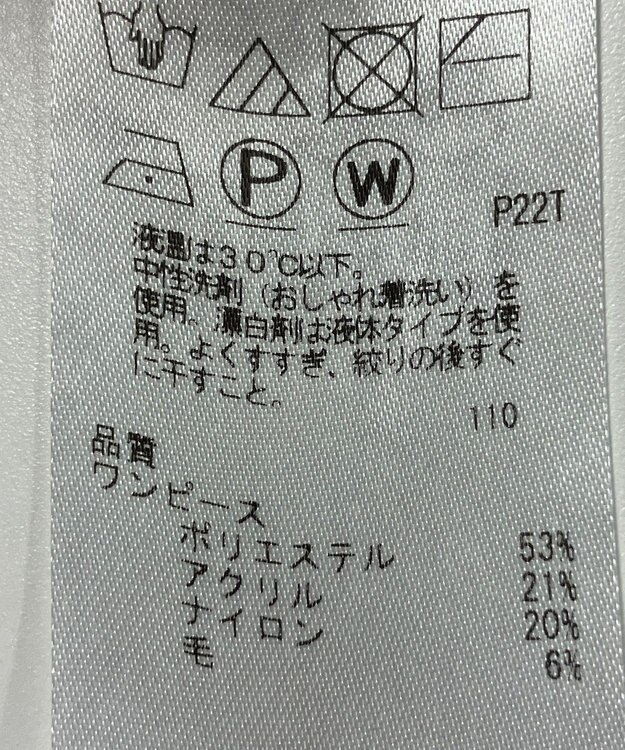 P W
P22T
液温は30℃以下。
中性洗剤（おしゃれ着洗い）を
使用。漂白剤は液体タイプを使
用。よくすすぎ、絞りの後すぐ
に干すこと。
110
品質
ワンピース
ポリエステル 53%
アクリル 21%
ナイロン 20%
毛 6%